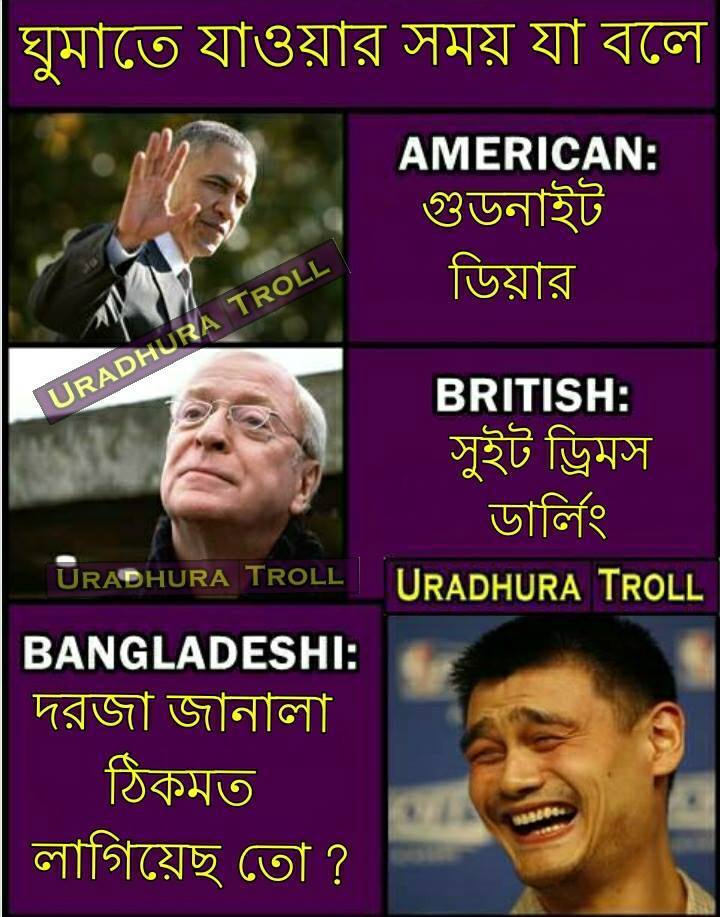 ঘুমাতে যাওয়ার সময় যা বলে
AMERICAN:
গুডনাইট
ডিয়ার
URADHURA TROLL
BRITISH:
সুইট ড্রিমস
ডার্লিং
URADHURA TROLL
URADHURA TROLL
BANGLADESHI:
দরজা জানালা
ঠিকমত
লাগিয়েছ তো ?